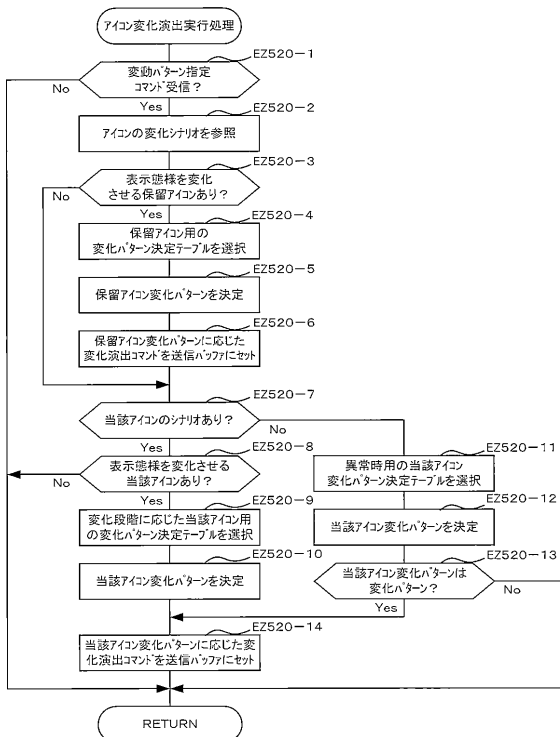 アイコン変化演出実行処理
EZ520-1
変動パターン指定
コマンド受信？
No
Yes
EZ520-2
アイコンの変化シナリオを参照
EZ520-3
表示態様を変化
させる保留アイコンあり？
No
Yes
EZ520-4
保留アイコン用の
変化パターン決定テーブルを選択
EZ520-5
保留アイコン変化パターンを決定
EZ520-6
保留アイコン変化パターンに応じた
変化演出コマンドを送信バッファにセット
EZ520-7
当該アイコンのシナリオあり？
No
Yes
EZ520-8
表示態様を変化させる
当該アイコンあり？
No
Yes
EZ520-9
変化段階に応じた当該アイコン用
の変化パターン決定テーブルを選択
EZ520-10
当該アイコン変化パターンを決定
EZ520-11
異常時用の当該アイコン
変化パターン決定テーブルを選択
EZ520-12
当該アイコン変化パターンを決定
EZ520-13
当該アイコン変化パターンは
変化パターン？
No
Yes
EZ520-14
当該アイコン変化パターンに応じた変
化演出コマンドを送信バッファにセット
RETURN